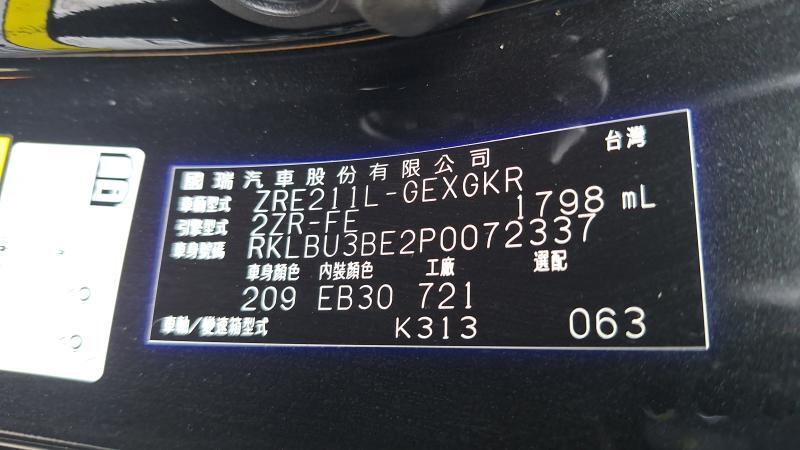 台灣
國瑞汽車股份有限公司
車輛型式 ZRE211L-GEXGKR
引擎型式 2ZR-FE 1798 mL
車身號碼 RKLBU3BE2P0072337
車身顏色 內裝顏色 工廠 選配
209 EB30 721
車軸/變速箱型式 K313 063